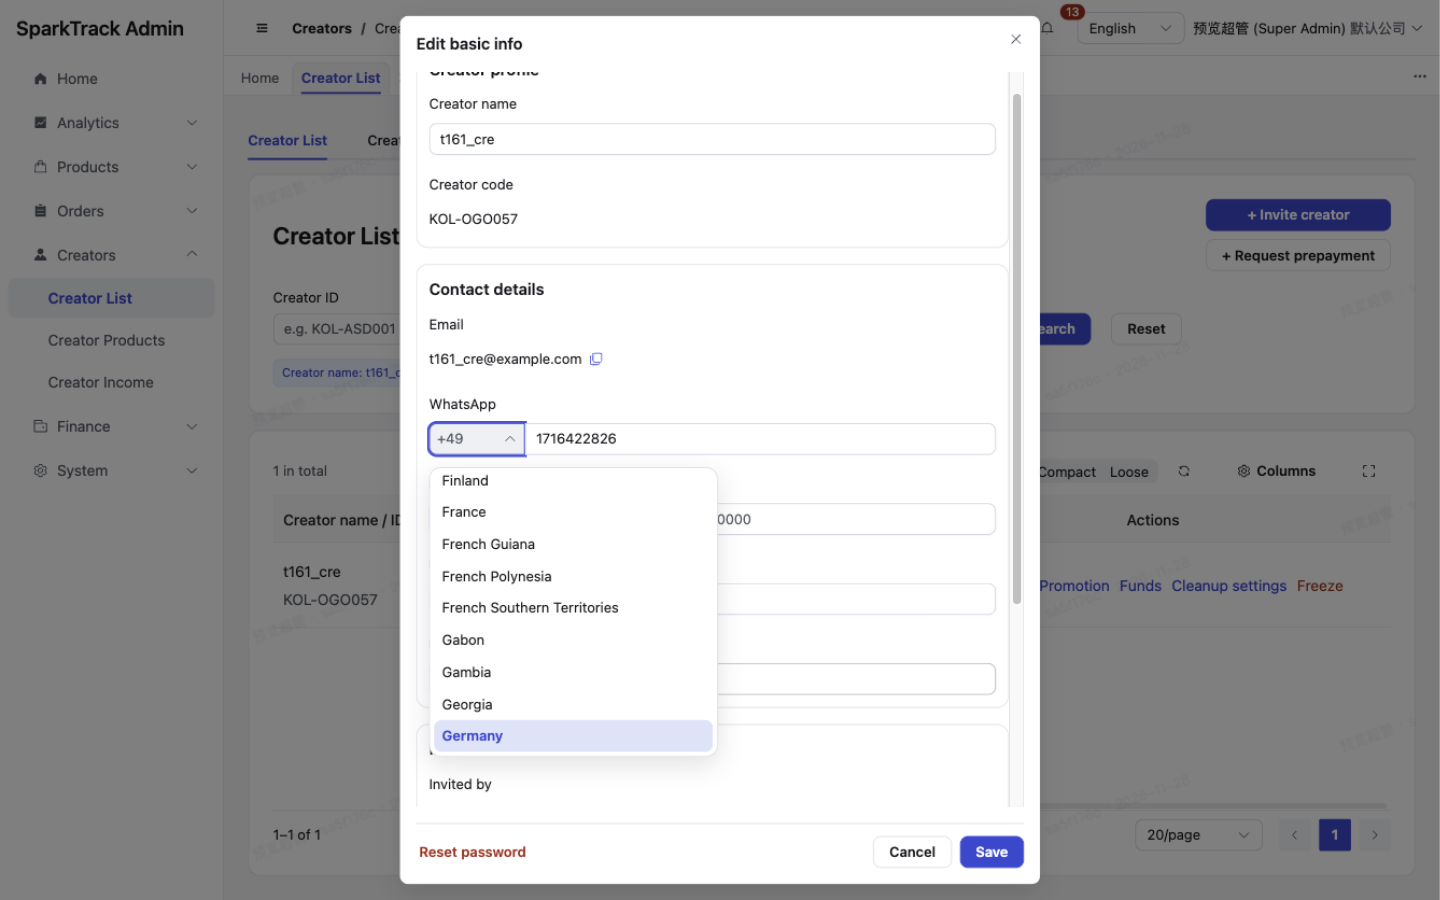 SparkTrack Admin
Home
Analytics
Products
Orders
Creators
Creator List
Creator Products
Creator Income
Finance
System
Creators /
13
English
预览超管 (Super Admin) 默认公司
Home
Creator List
Creator List
Creator List
+ Invite creator
+ Request prepayment
Creator ID
e.g. KOL-ASD001
Reset
Creator name: t161_c
1 in total
Compact
Loose
Columns
Creator name / ID
Actions
t161_cre
KOL-OGO057
Promotion
Funds
Cleanup settings
Freeze
1–1 of 1
20/page
1
Edit basic info
Creator profile
Creator name
t161_cre
Creator code
KOL-OGO057
Contact details
Email
t161_cre@example.com
WhatsApp
+49
1716422826
0000
Finland
France
French Guiana
French Polynesia
French Southern Territories
Gabon
Gambia
Georgia
Germany
Invited by
Reset password
Cancel
Save